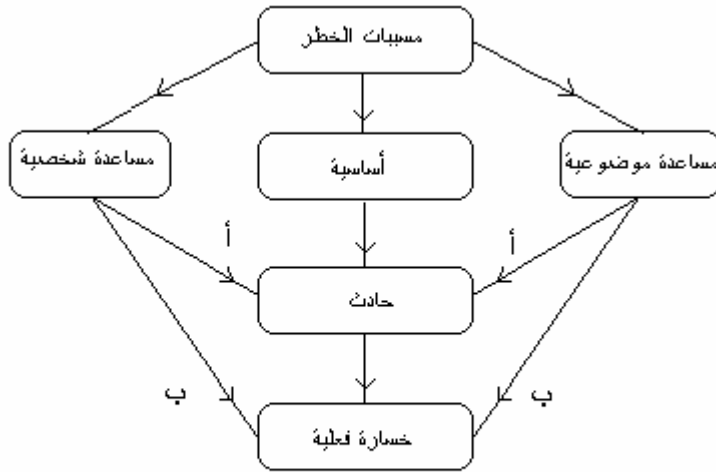 مسببات الخطر
مساعدة موضوعية
أساسية
مساعدة شخصية
أ
أ
حادث
ب
ب
خسارة فعلية